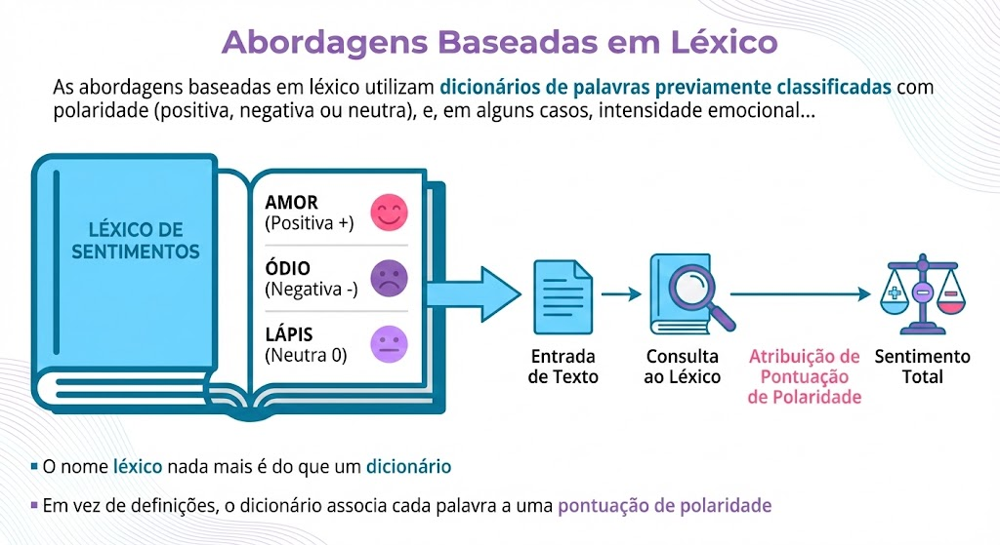 Abordagens Baseadas em Léxico
As abordagens baseadas em léxico utilizam dicionários de palavras previamente classificadas com
polaridade (positiva, negativa ou neutra), e, em alguns casos, intensidade emocional...
LÉXICO DE
SENTIMENTOS
AMOR
(Positiva +)
ÓDIO
(Negativa -)
LÁPIS
(Neutra 0)
Entrada
de Texto
Consulta
ao Léxico
Atribuição de
Pontuação
de Polaridade
Sentimento
Total
O nome léxico nada mais é do que um dicionário
Em vez de definições, o dicionário associa cada palavra a uma pontuação de polaridade